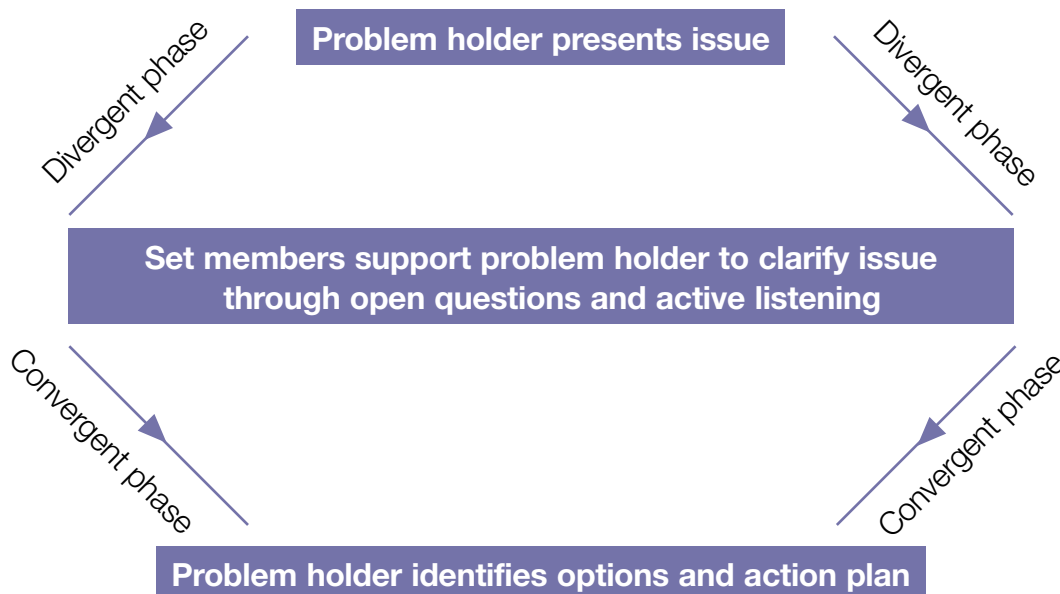 Problem holder presents issue
Divergent phase
Divergent phase
Set members support problem holder to clarify issue
through open questions and active listening
Convergent phase
Convergent phase
Problem holder identifies options and action plan